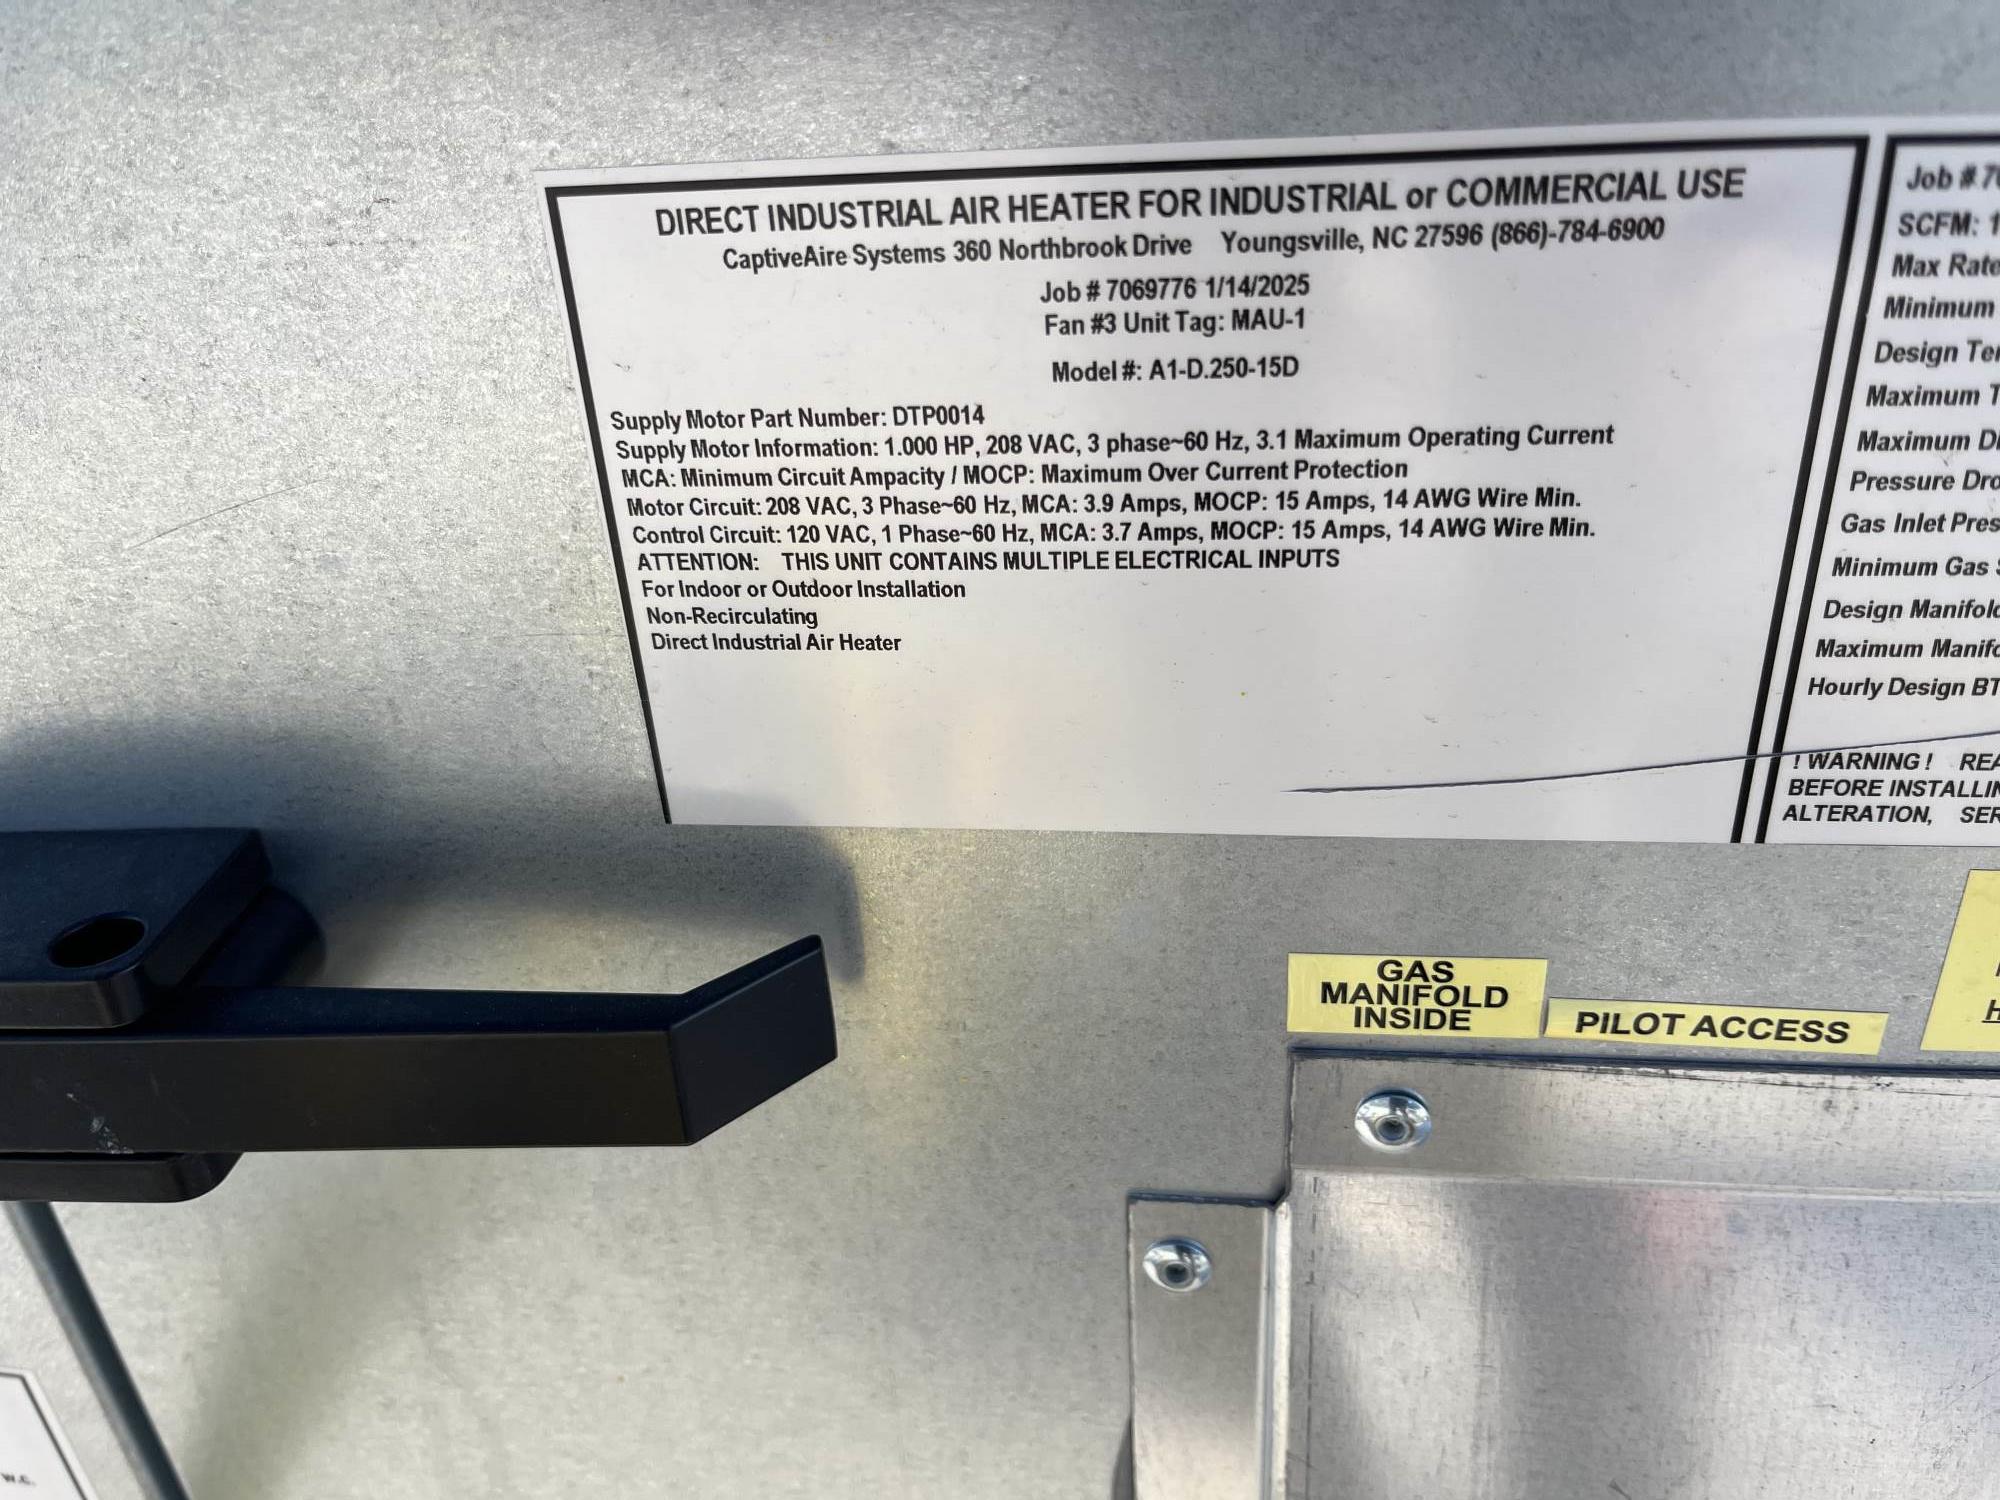 DIRECT INDUSTRIAL AIR HEATER FOR INDUSTRIAL or COMMERCIAL USE
CaptiveAire Systems 360 Northbrook Drive Youngsville, NC 27596 (866)-784-6900
Job # 7069776 1/14/2025
Fan #3 Unit Tag: MAU-1
Model #: A1-D.250-15D
Supply Motor Part Number: DTP0014
Supply Motor Information: 1.000 HP, 208 VAC, 3 phase~60 Hz, 3.1 Maximum Operating Current
MCA: Minimum Circuit Ampacity / MOCP: Maximum Over Current Protection
Motor Circuit: 208 VAC, 3 Phase~60 Hz, MCA: 3.9 Amps, MOCP: 15 Amps, 14 AWG Wire Min.
Control Circuit: 120 VAC, 1 Phase~60 Hz, MCA: 3.7 Amps, MOCP: 15 Amps, 14 AWG Wire Min.
ATTENTION: THIS UNIT CONTAINS MULTIPLE ELECTRICAL INPUTS
For Indoor or Outdoor Installation
Non-Recirculating
Direct Industrial Air Heater
Job #
SCFM:
Max
Minimum
Design
Maximum
Maximum
Pressure
Gas Inlet
Minimum Gas
Design
Maximum
Hourly Design
! WARNING !
BEFORE
ALTERATION,
GAS
MANIFOLD
INSIDE
PILOT ACCESS
W.C.